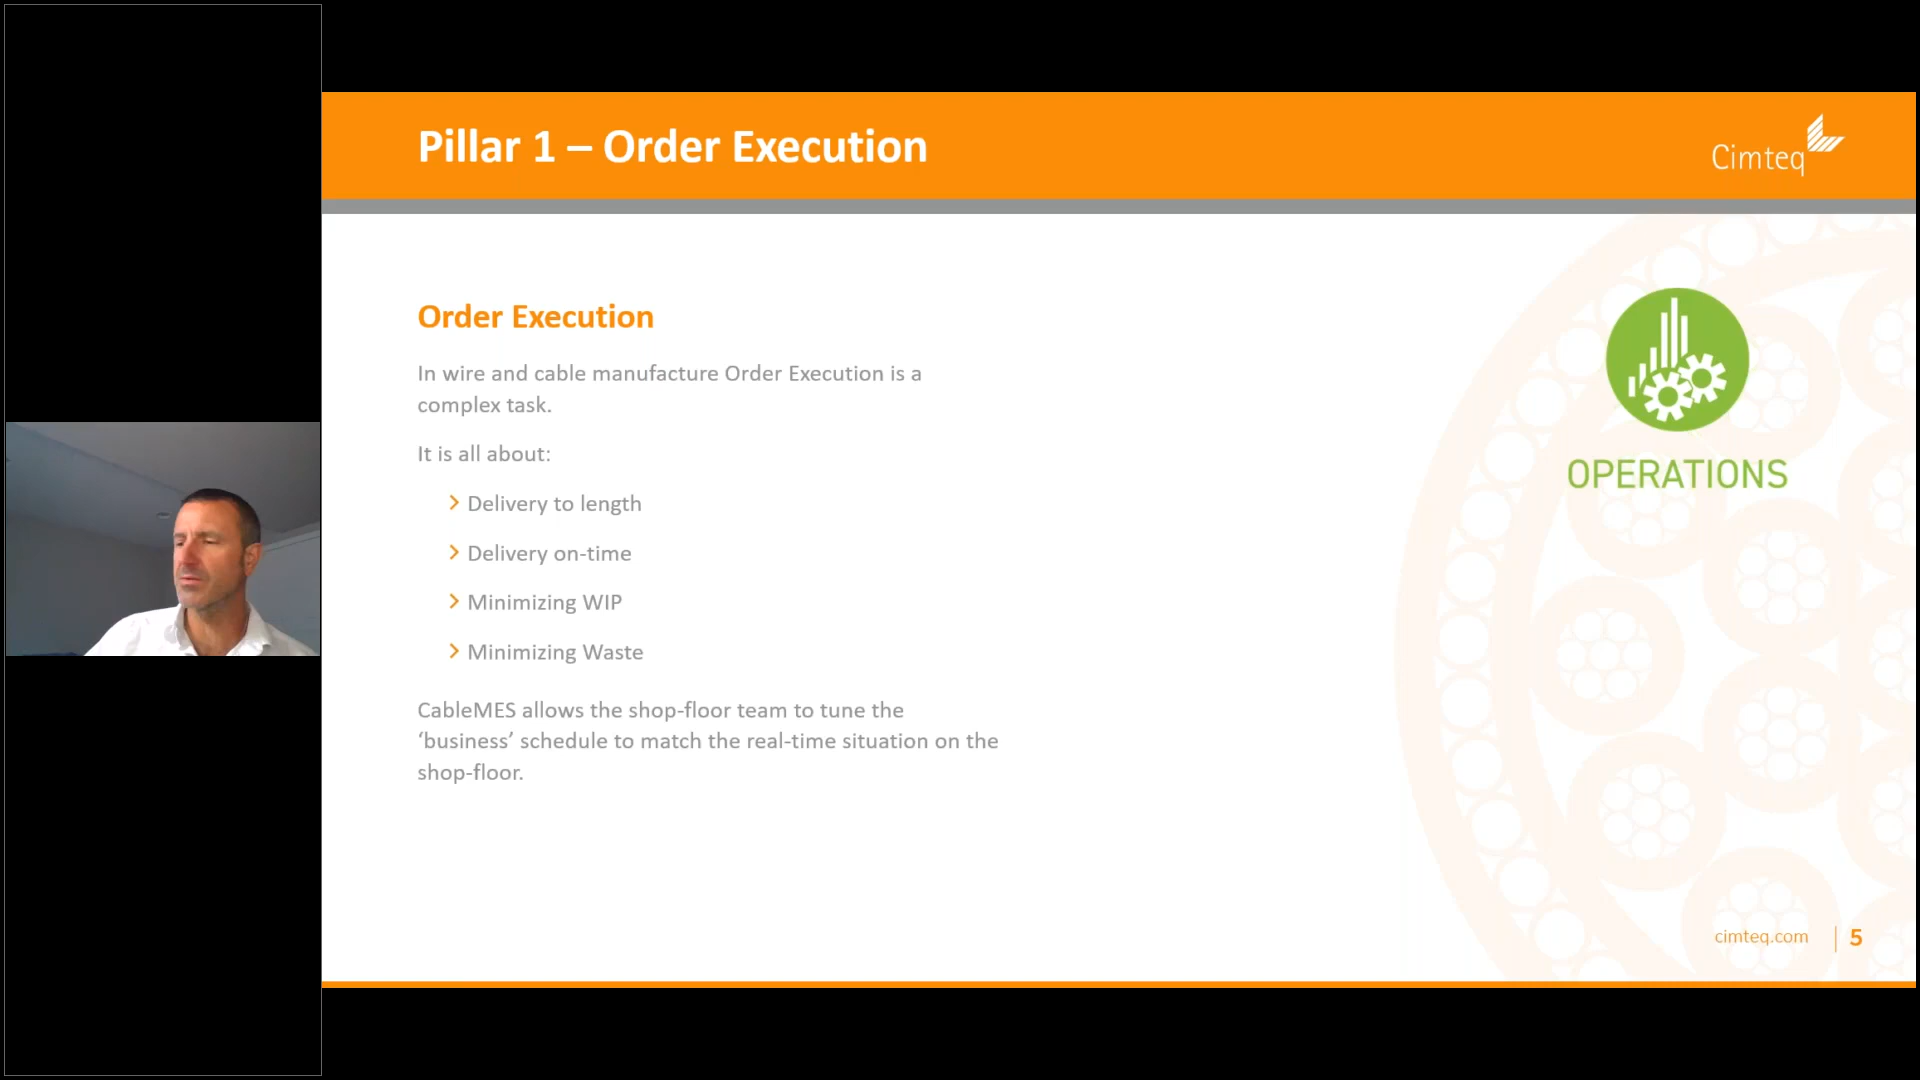 Pillar 1 – Order Execution
Cimteq
Order Execution
In wire and cable manufacture Order Execution is a
complex task.
It is all about:
Delivery to length
Delivery on-time
Minimizing WIP
Minimizing Waste
CableMES allows the shop-floor team to tune the
‘business’ schedule to match the real-time situation on the
shop-floor.
OPERATIONS
cimteq.com | 5